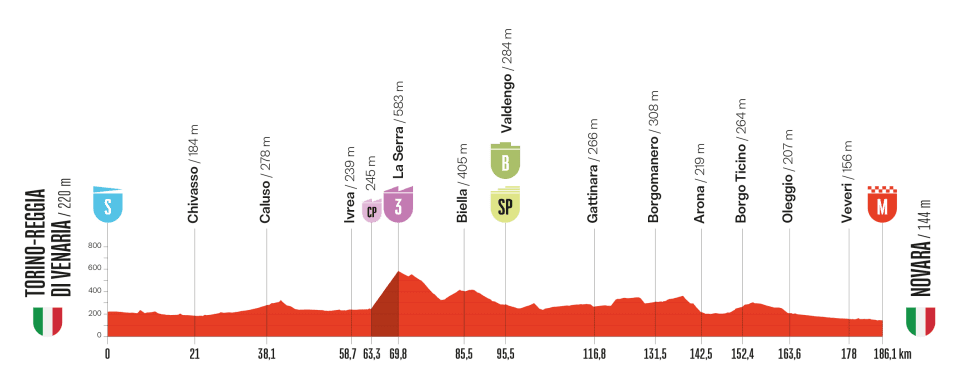 TORINO-REGGIA
DI VENARIA / 220 m
S
Chivasso / 184 m
Caluso / 278 m
Ivrea / 239 m
245 m
CP
La Serra / 583 m
3
Biella / 405 m
Valdengo / 284 m
B
SP
Gattinara / 266 m
Borgomanero / 308 m
Arona / 219 m
Borgo Ticino / 264 m
Oleggio / 207 m
Veveri / 156 m
M
NOVARA / 144 m
800
600
400
200
0
0 21 38,1 58,7 63,3 69,8 85,5 95,5 116,8 131,5 142,5 152,4 163,6 178 186,1 km